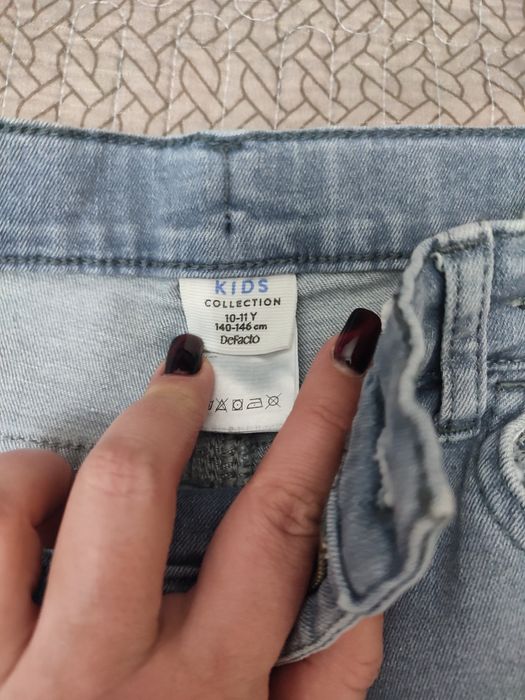 KIDS
COLLECTION
10-11 Y
140-146 cm
DeFacto